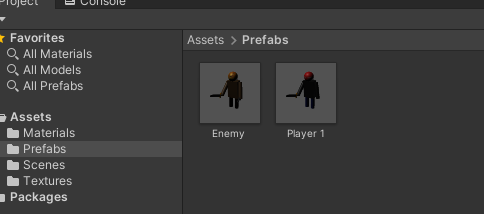 Project
Console
Favorites
All Materials
All Models
All Prefabs
Assets
Materials
Prefabs
Scenes
Textures
Packages
Assets > Prefabs
Enemy
Player 1